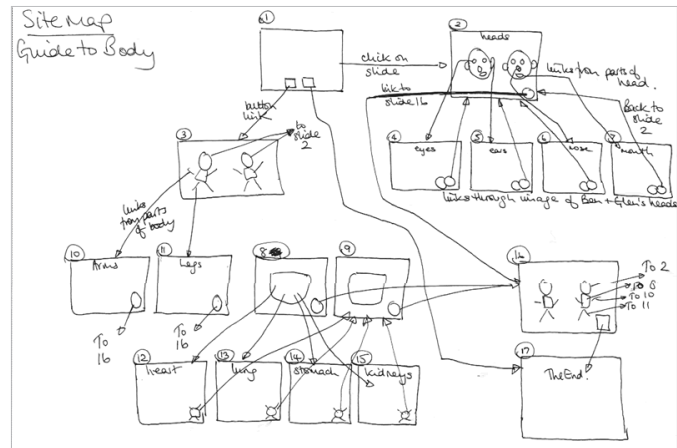 Site Map
Guide to Body
1
2
heads
click on
slide
links from parts of
head.
link to
slide 16
button
link
Back to
slide
2
3
to
slide
2
4
eyes
5
ears
6
nose
mouth
links through image of Ben + Glen's heads
links
from parts
of body
10
Arms
11
Legs
8
9
16
To 2
To 8
To 10
To 11
To
16
To
16
12
heart
13
lung
14
stomach
15
kidneys
17
The End.